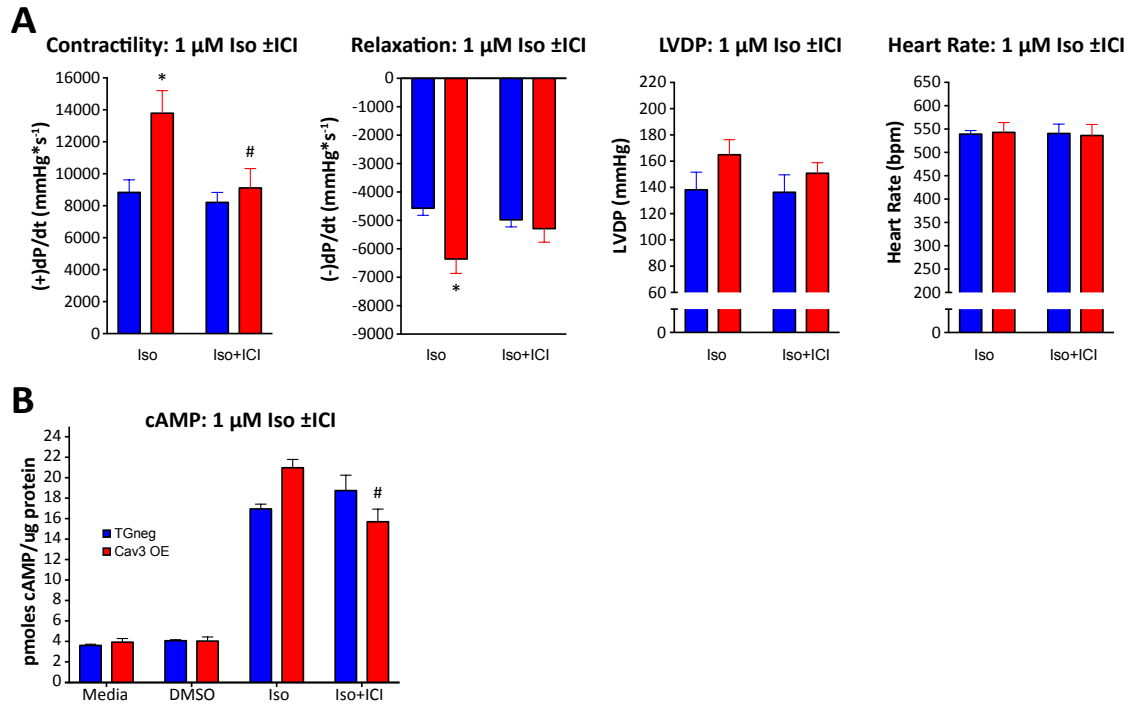 A
Contractility: 1 µM Iso ±ICI
(+)dP/dt (mmHg*s⁻¹)
16000
14000
12000
10000
8000
6000
4000
2000
0
*
#
Iso
Iso+ICI
Relaxation: 1 µM Iso ±ICI
(-)dP/dt (mmHg*s⁻¹)
0
-1000
-2000
-3000
-4000
-5000
-6000
-7000
-8000
-9000
*
Iso
Iso+ICI
LVDP: 1 µM Iso ±ICI
LVDP (mmHg)
220
200
180
160
140
120
100
80
60
0
Iso
Iso+ICI
Heart Rate: 1 µM Iso ±ICI
Heart Rate (bpm)
650
600
550
500
450
400
350
300
250
200
0
Iso
Iso+ICI
B
cAMP: 1 µM Iso ±ICI
pmoles cAMP/ug protein
24
22
20
18
16
14
12
10
8
6
4
2
0
TGneg
Cav3 OE
#
Media
DMSO
Iso
Iso+ICI